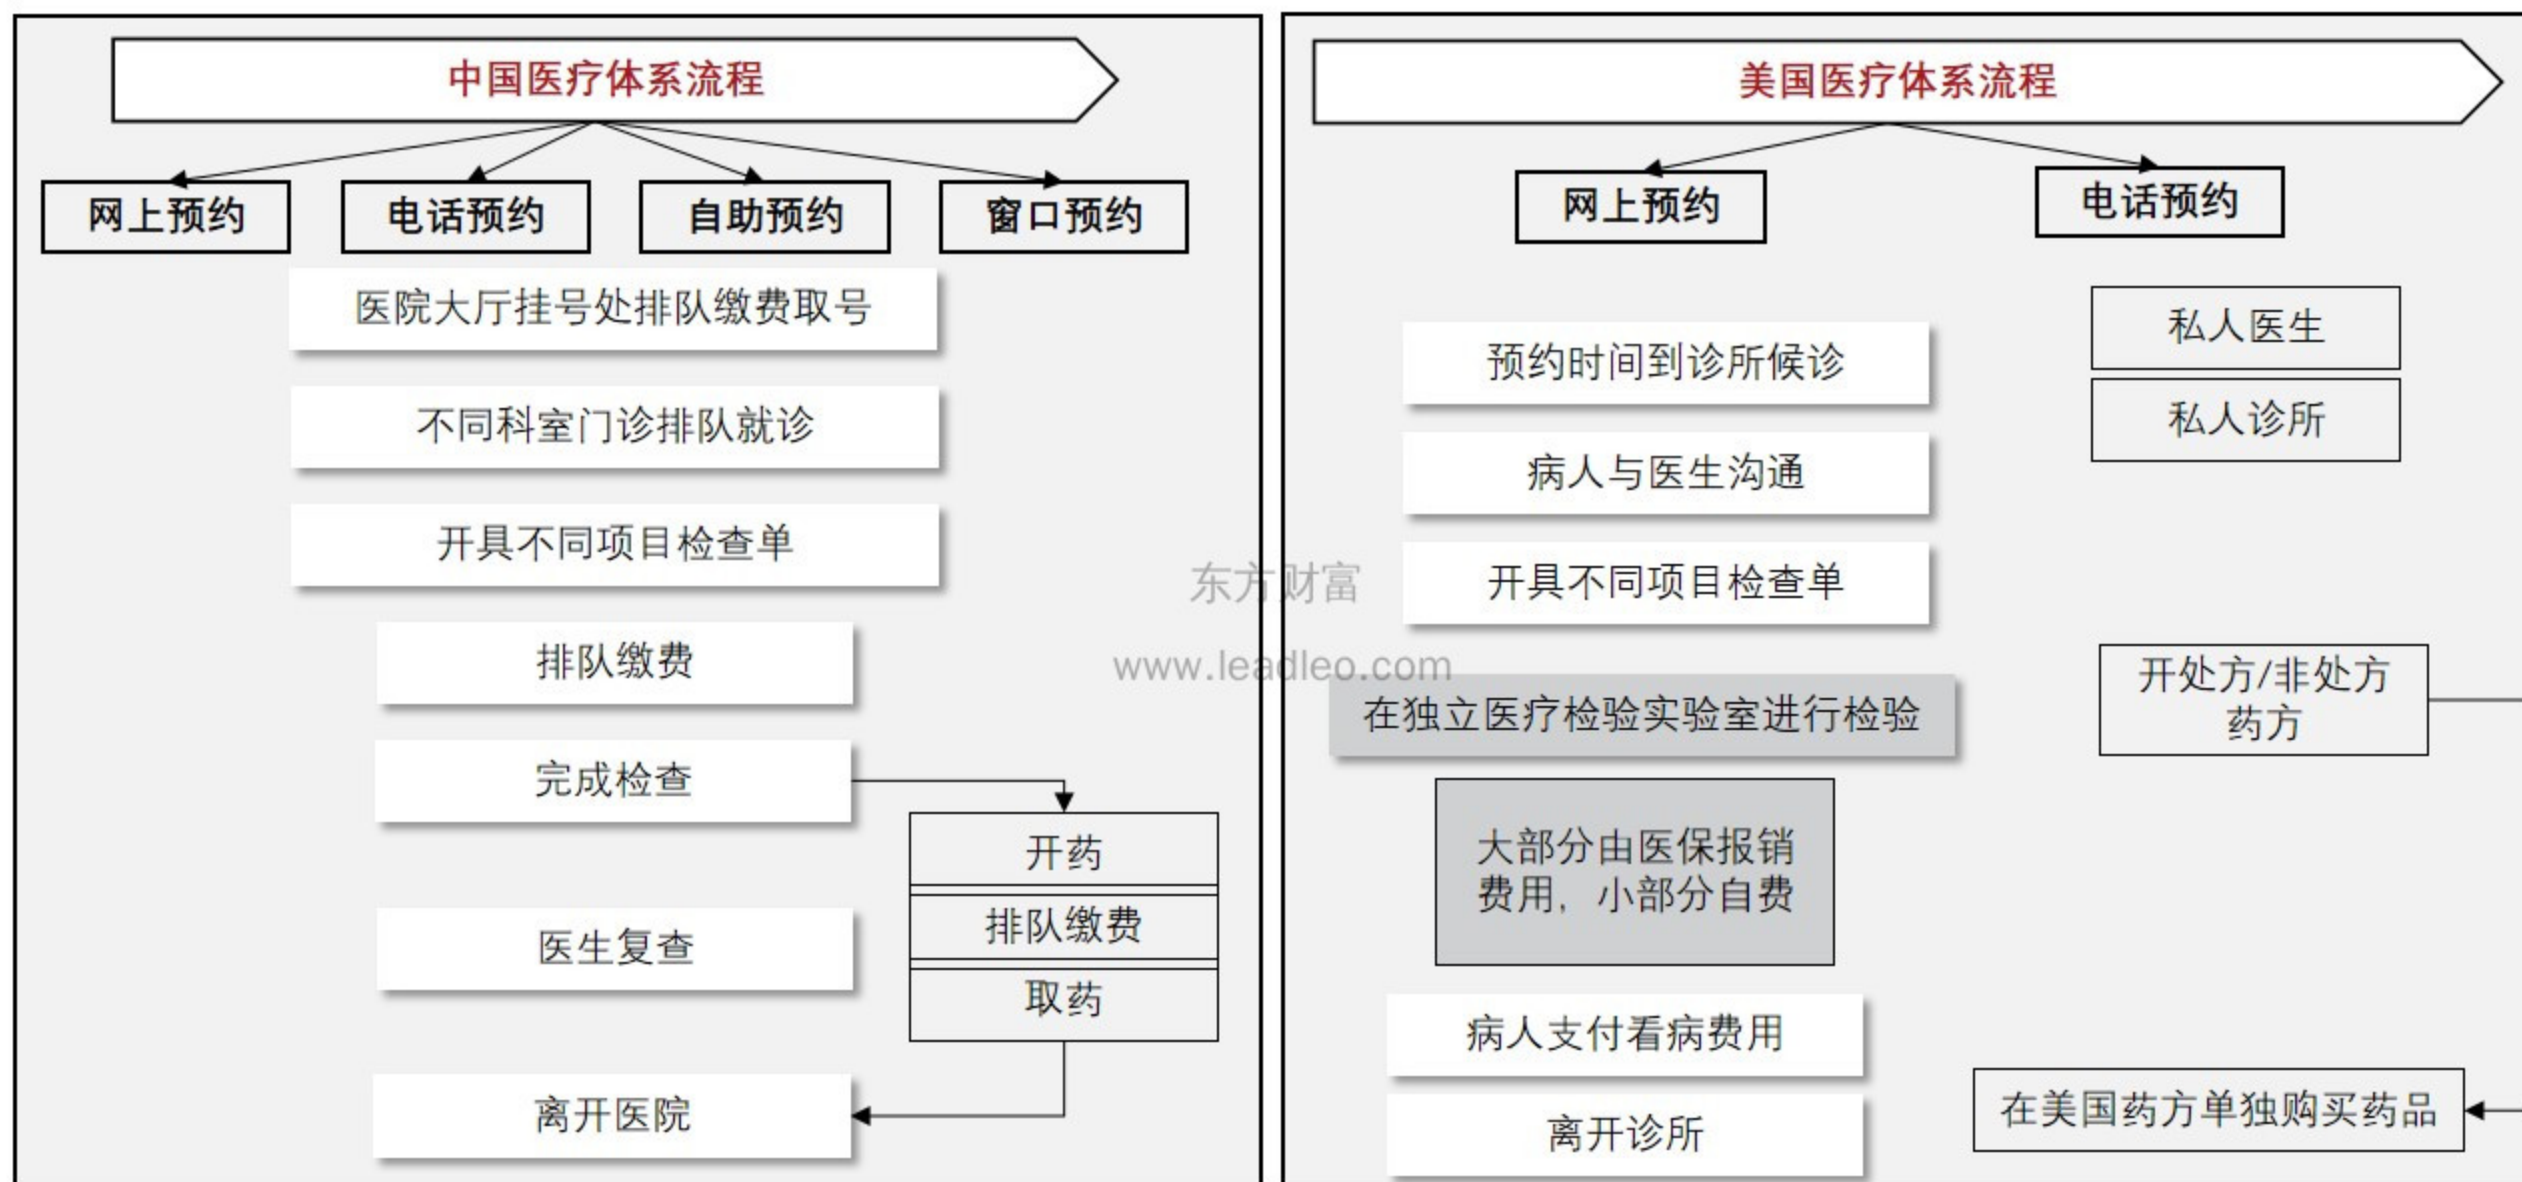 中国医疗体系流程
网上预约
电话预约
自助预约
窗口预约
医院大厅挂号处排队缴费取号
不同科室门诊排队就诊
开具不同项目检查单
排队缴费
完成检查
开药
排队缴费
取药
医生复查
离开医院
美国医疗体系流程
网上预约
电话预约
私人医生
私人诊所
预约时间到诊所候诊
病人与医生沟通
开具不同项目检查单
在独立医疗检验实验室进行检验
开处方/非处方
药方
大部分由医保报销
费用，小部分自费
病人支付看病费用
离开诊所
在美国药方单独购买药品
东方财富
www.leadleo.com